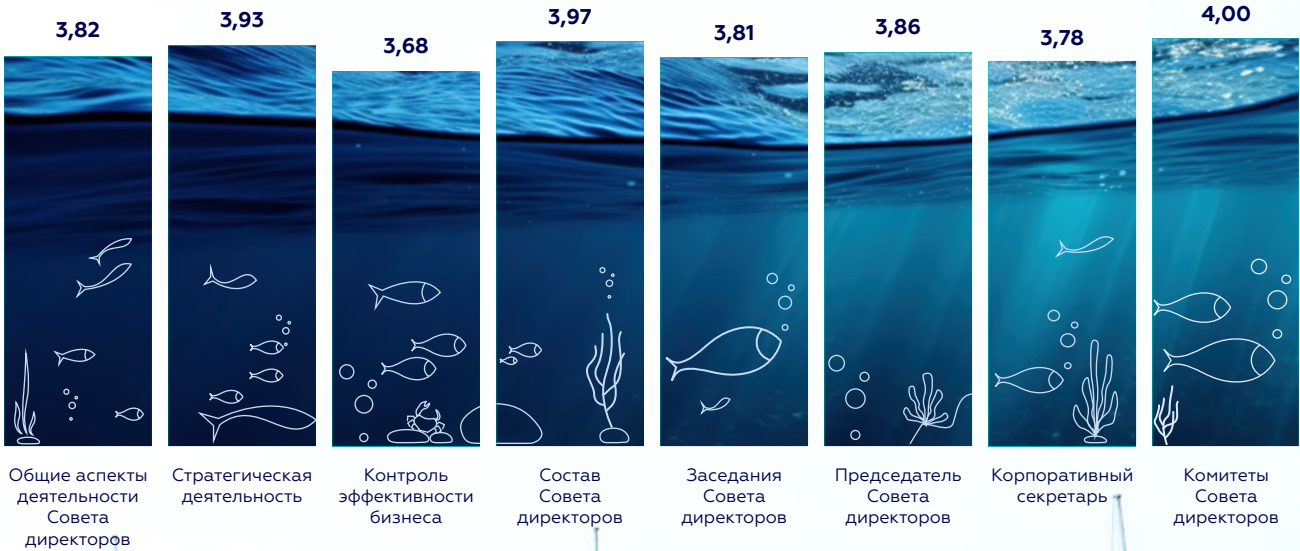 3,82
3,93
3,68
3,97
3,81
3,86
3,78
4,00
Общие аспекты
деятельности
Совета
директоров
Стратегическая
деятельность
Контроль
эффективности
бизнеса
Состав
Совета
директоров
Заседания
Совета
директоров
Председатель
Совета
директоров
Корпоративный
секретарь
Комитеты
Совета
директоров